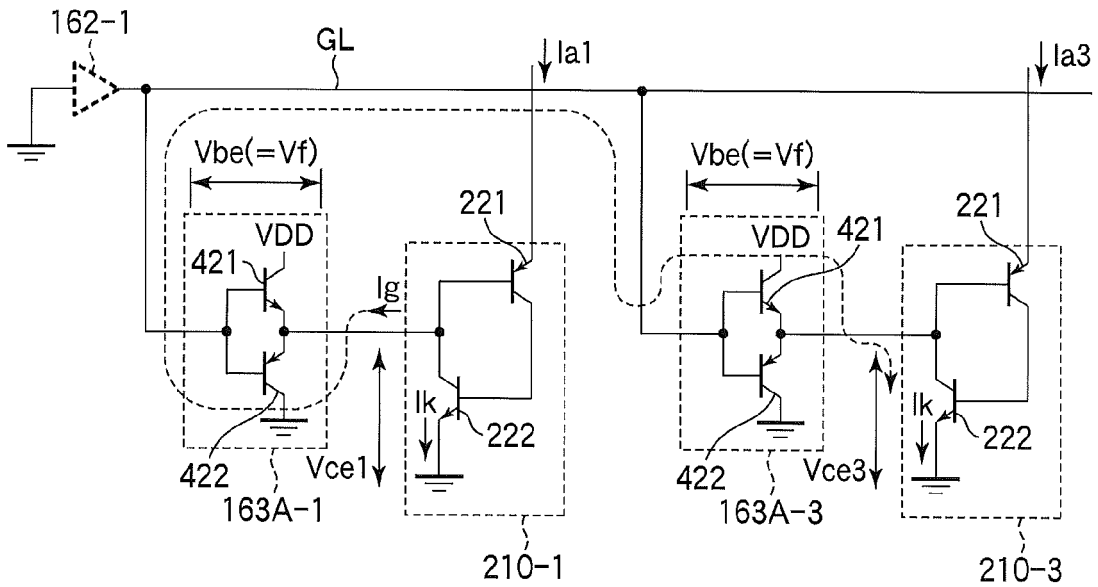 162-1
GL
Ia1
Ia3
Vbe(=Vf)
Vbe(=Vf)
221
221
VDD
VDD
421
421
Ig
Ik
Ik
222
222
422
Vce1
422
Vce3
163A-1
163A-3
210-1
210-3